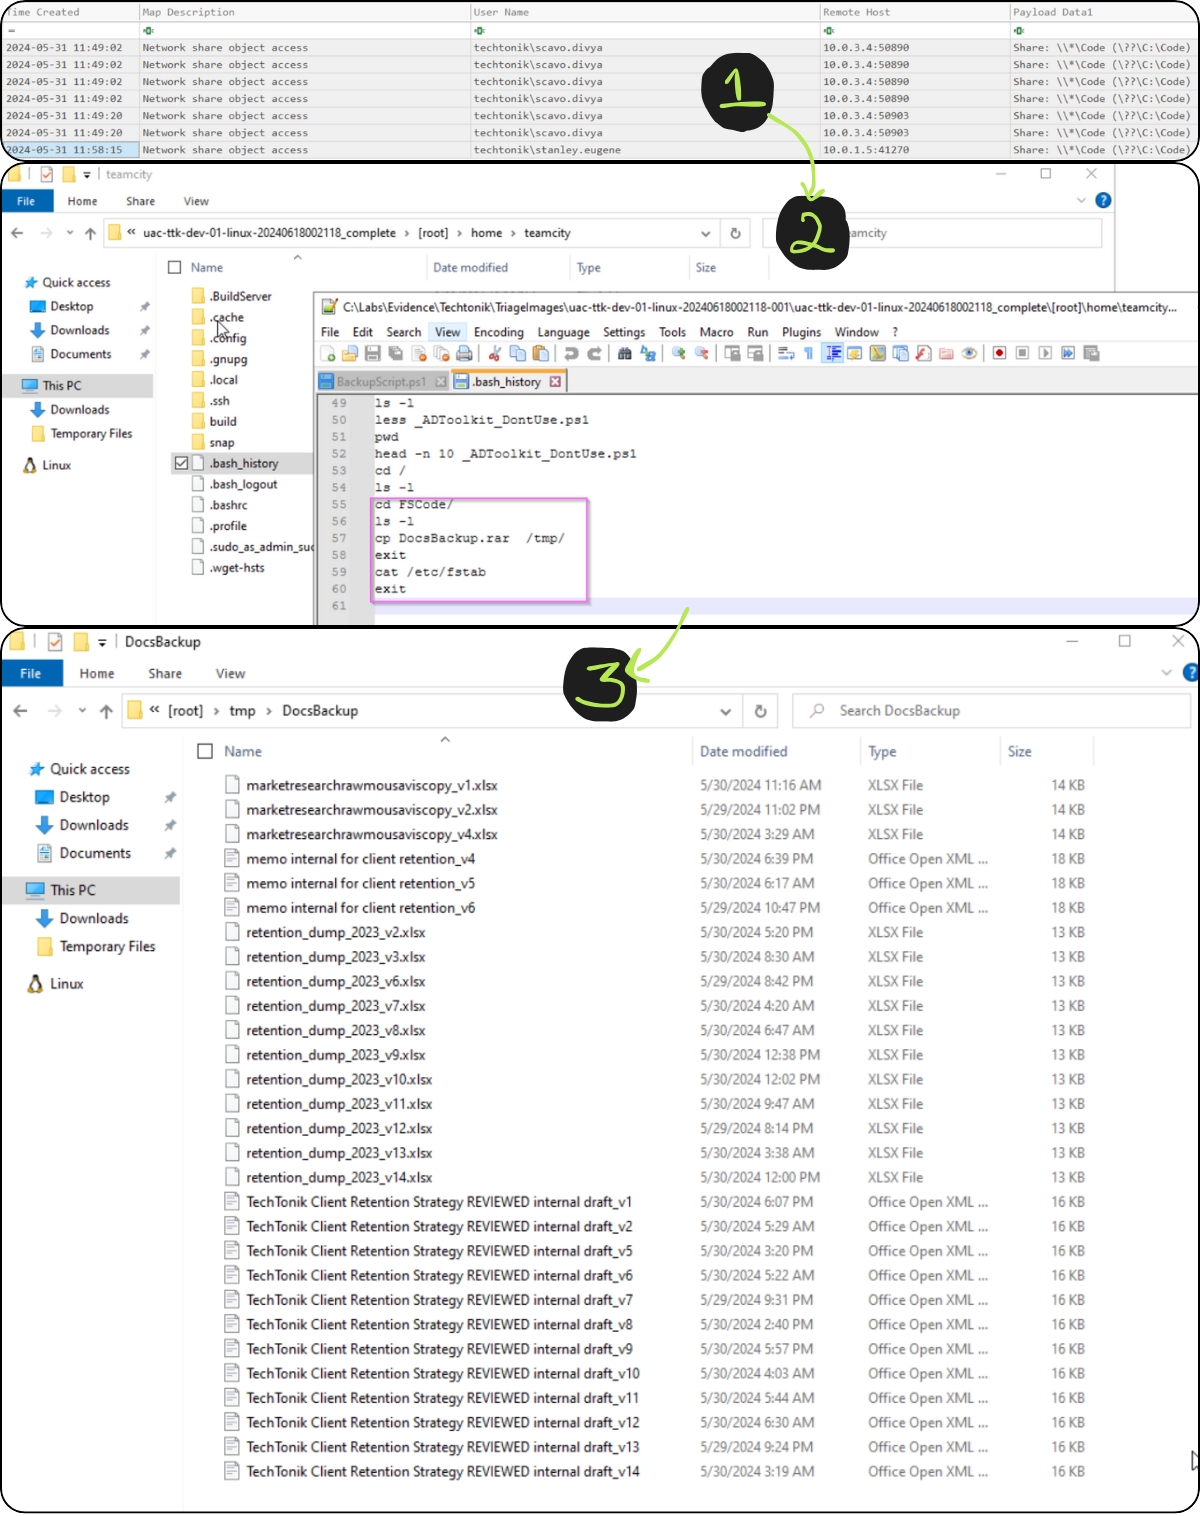 Time Created Map Description User Name Remote Host Payload Data1
=
2024-05-31 11:49:02 Network share object access techtonik\scavo.divya 10.0.3.4:50890 Share: \\*\Code (\??\C:\Code)
2024-05-31 11:49:02 Network share object access techtonik\scavo.divya 10.0.3.4:50890 Share: \\*\Code (\??\C:\Code)
2024-05-31 11:49:02 Network share object access techtonik\scavo.divya 10.0.3.4:50890 Share: \\*\Code (\??\C:\Code)
2024-05-31 11:49:02 Network share object access techtonik\scavo.divya 10.0.3.4:50890 Share: \\*\Code (\??\C:\Code)
2024-05-31 11:49:20 Network share object access techtonik\scavo.divya 10.0.3.4:50903 Share: \\*\Code (\??\C:\Code)
2024-05-31 11:49:20 Network share object access techtonik\scavo.divya 10.0.3.4:50903 Share: \\*\Code (\??\C:\Code)
2024-05-31 11:58:15 Network share object access techtonik\stanley.eugene 10.0.1.5:41270 Share: \\*\Code (\??\C:\Code)
1
teamcity
File Home Share View
2
« uac-ttk-dev-01-linux-20240618002118_complete › [root] › home › teamcity
Name Date modified Type Size
Quick access
Desktop
Downloads
Documents
This PC
Downloads
Temporary Files
Linux
.BuildServer
.cache
.config
.gnupg
.local
.ssh
build
snap
.bash_history
.bash_logout
.bashrc
.profile
.wget-hsts
C:\Labs\Evidence\Techtonik\TriageImages\uac-ttk-dev-01-linux-20240618002118-001\uac-ttk-dev-01-linux-20240618002118_complete\[root]\home\teamcity...
File Edit Search View Encoding Language Settings Tools Macro Run Plugins Window ?
BackupScript.ps1 .bash_history
49 ls -l
50 less _ADToolkit_DontUse.ps1
51 pwd
52 head -n 10 _ADToolkit_DontUse.ps1
53 cd /
54 ls -l
55 cd FSCode/
56 ls -l
57 cp DocsBackup.rar  /tmp/
58 exit
59 cat /etc/fstab
60 exit
61
DocsBackup
File Home Share View
3
« [root] › tmp › DocsBackup Search DocsBackup
Name Date modified Type Size
Quick access
Desktop
Downloads
Documents
This PC
Downloads
Temporary Files
Linux
marketresearchrawmousaviscopy_v1.xlsx 5/30/2024 11:16 AM XLSX File 14 KB
marketresearchrawmousaviscopy_v2.xlsx 5/29/2024 11:02 PM XLSX File 14 KB
marketresearchrawmousaviscopy_v4.xlsx 5/30/2024 3:29 AM XLSX File 14 KB
memo internal for client retention_v4 5/30/2024 6:39 PM Office Open XML ... 18 KB
memo internal for client retention_v5 5/30/2024 6:17 AM Office Open XML ... 18 KB
memo internal for client retention_v6 5/29/2024 10:47 PM Office Open XML ... 18 KB
retention_dump_2023_v2.xlsx 5/30/2024 5:20 PM XLSX File 13 KB
retention_dump_2023_v3.xlsx 5/30/2024 8:30 AM XLSX File 13 KB
retention_dump_2023_v6.xlsx 5/29/2024 8:42 PM XLSX File 13 KB
retention_dump_2023_v7.xlsx 5/30/2024 4:20 AM XLSX File 13 KB
retention_dump_2023_v8.xlsx 5/30/2024 6:47 AM XLSX File 13 KB
retention_dump_2023_v9.xlsx 5/30/2024 12:38 PM XLSX File 13 KB
retention_dump_2023_v10.xlsx 5/30/2024 12:02 PM XLSX File 13 KB
retention_dump_2023_v11.xlsx 5/30/2024 9:47 AM XLSX File 13 KB
retention_dump_2023_v12.xlsx 5/29/2024 8:14 PM XLSX File 13 KB
retention_dump_2023_v13.xlsx 5/30/2024 3:38 AM XLSX File 13 KB
retention_dump_2023_v14.xlsx 5/30/2024 12:00 PM XLSX File 13 KB
TechTonik Client Retention Strategy REVIEWED internal draft_v1 5/30/2024 6:07 PM Office Open XML ... 16 KB
TechTonik Client Retention Strategy REVIEWED internal draft_v2 5/30/2024 5:29 AM Office Open XML ... 16 KB
TechTonik Client Retention Strategy REVIEWED internal draft_v5 5/30/2024 3:20 PM Office Open XML ... 16 KB
TechTonik Client Retention Strategy REVIEWED internal draft_v6 5/30/2024 5:22 AM Office Open XML ... 16 KB
TechTonik Client Retention Strategy REVIEWED internal draft_v7 5/29/2024 9:31 PM Office Open XML ... 16 KB
TechTonik Client Retention Strategy REVIEWED internal draft_v8 5/30/2024 2:40 PM Office Open XML ... 16 KB
TechTonik Client Retention Strategy REVIEWED internal draft_v9 5/30/2024 5:57 PM Office Open XML ... 16 KB
TechTonik Client Retention Strategy REVIEWED internal draft_v10 5/30/2024 4:03 AM Office Open XML ... 16 KB
TechTonik Client Retention Strategy REVIEWED internal draft_v11 5/30/2024 5:44 AM Office Open XML ... 16 KB
TechTonik Client Retention Strategy REVIEWED internal draft_v12 5/30/2024 6:30 AM Office Open XML ... 16 KB
TechTonik Client Retention Strategy REVIEWED internal draft_v13 5/29/2024 9:24 PM Office Open XML ... 16 KB
TechTonik Client Retention Strategy REVIEWED internal draft_v14 5/30/2024 3:19 AM Office Open XML ... 16 KB